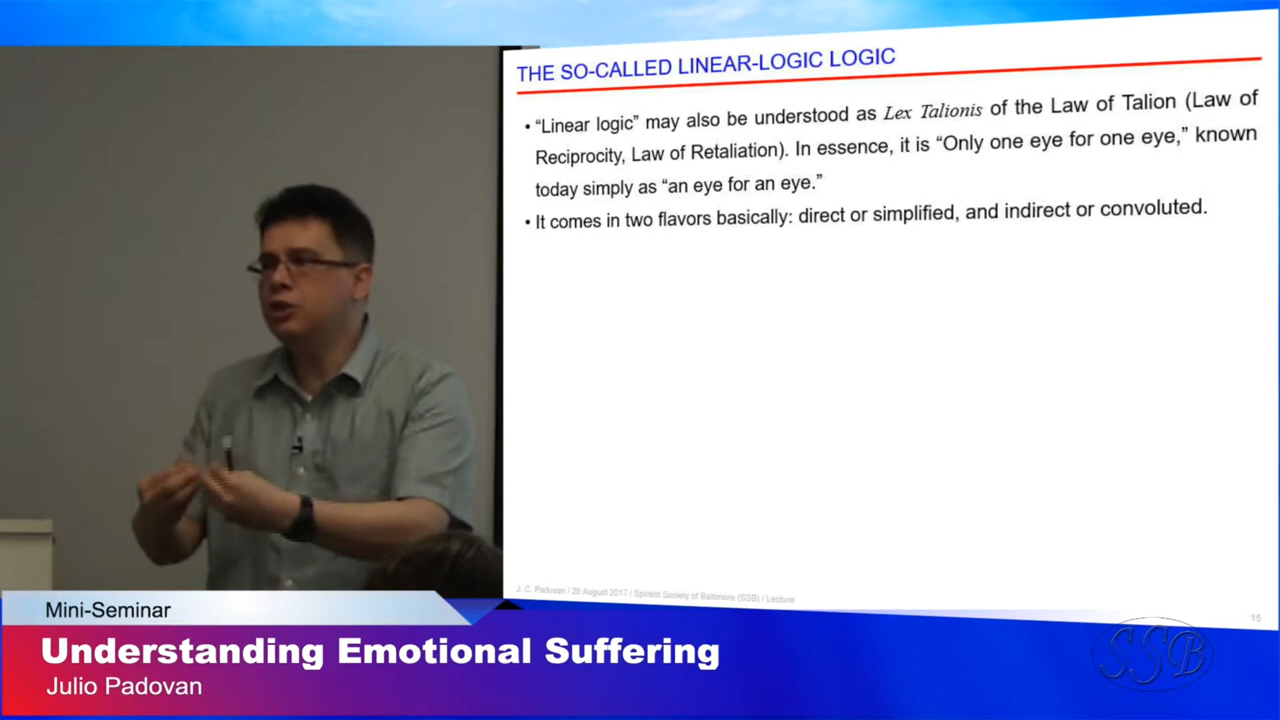 THE SO-CALLED LINEAR-LOGIC LOGIC
• “Linear logic” may also be understood as Lex Talionis of the Law of Talion (Law of
Reciprocity, Law of Retaliation). In essence, it is “Only one eye for one eye,” known
today simply as “an eye for an eye.”
• It comes in two flavors basically: direct or simplified, and indirect or convoluted.
J. C. Padovan / 26 August 2017 / Spiritist Society of Baltimore (SSB) / Lecture
Mini-Seminar
Understanding Emotional Suffering
Julio Padovan
SSB